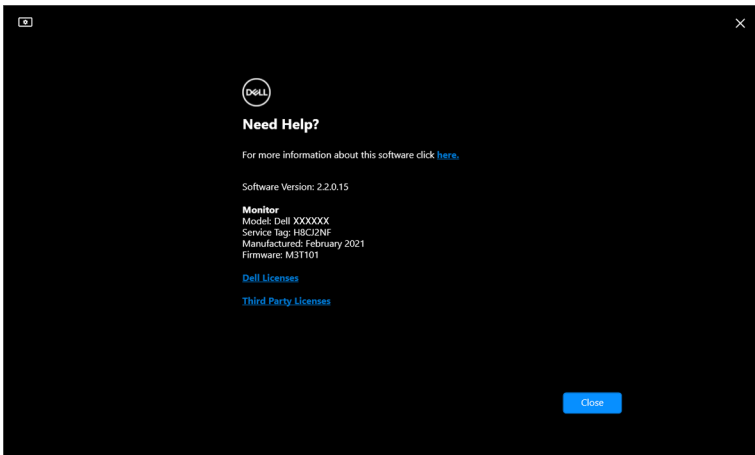 DELL
Need Help?
For more information about this software click here.
Software Version: 2.2.0.15
Monitor
Model: Dell XXXXXX
Service Tag: H8CJ2NF
Manufactured: February 2021
Firmware: M3T101
Dell Licenses
Third Party Licenses
Close